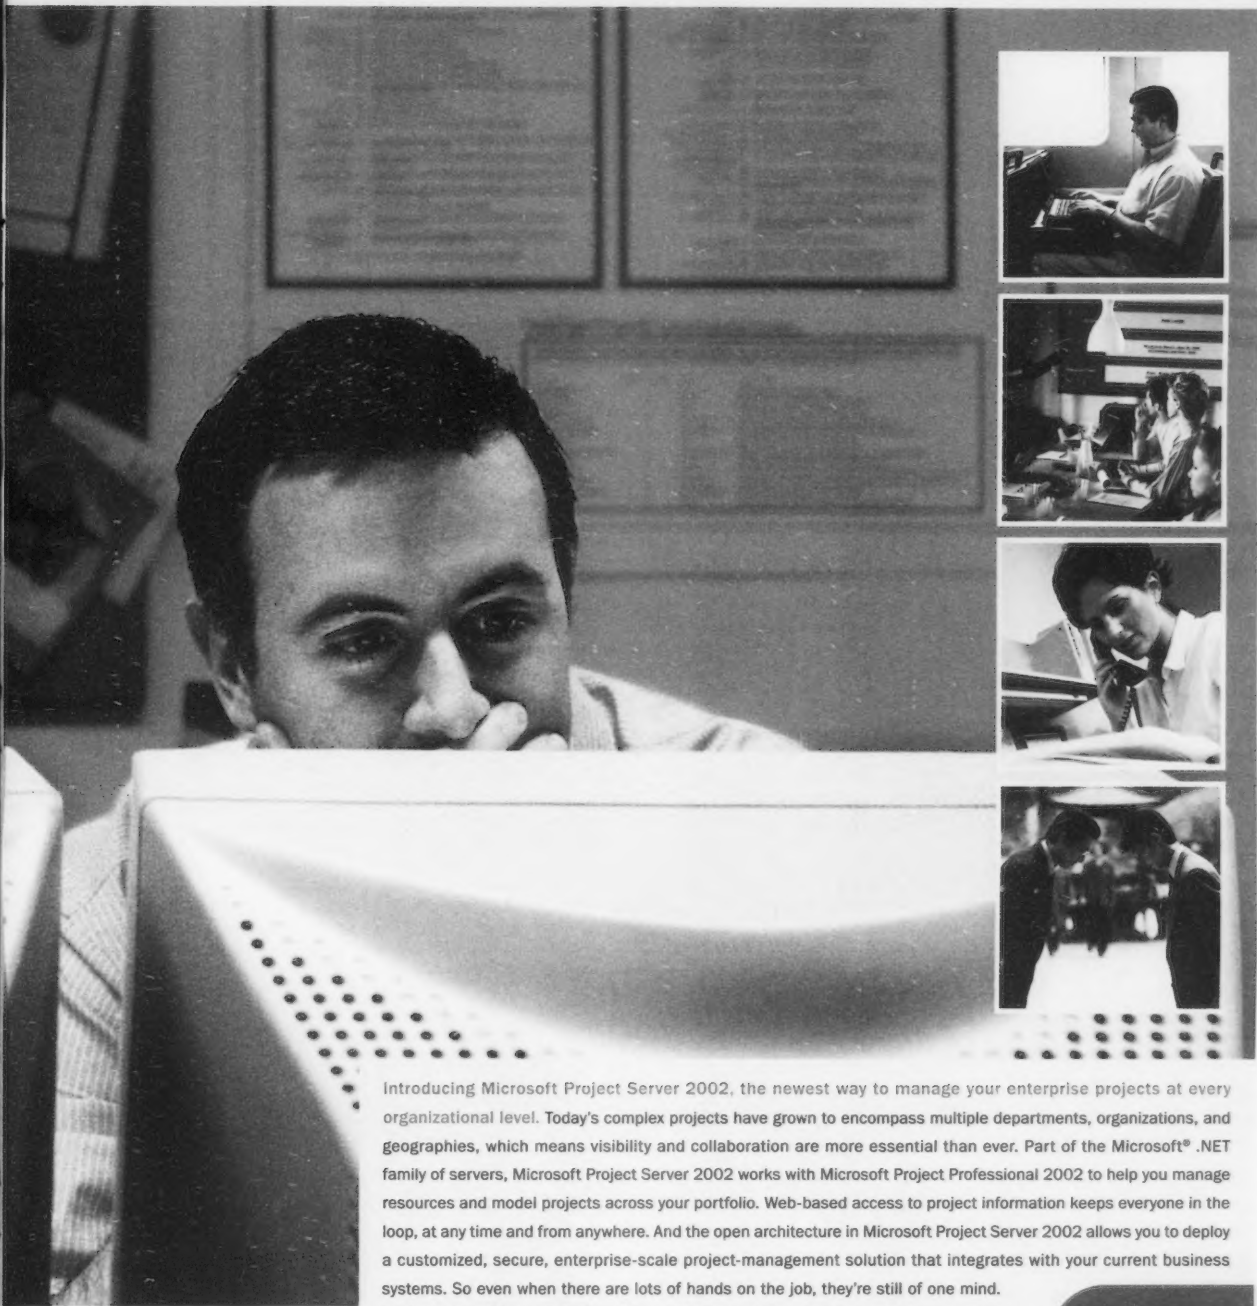 Introducing Microsoft Project Server 2002, the newest way to manage your enterprise projects at every
organizational level. Today's complex projects have grown to encompass multiple departments, organizations, and
geographies, which means visibility and collaboration are more essential than ever. Part of the Microsoft® .NET
family of servers, Microsoft Project Server 2002 works with Microsoft Project Professional 2002 to help you manage
resources and model projects across your portfolio. Web-based access to project information keeps everyone in the
loop, at any time and from anywhere. And the open architecture in Microsoft Project Server 2002 allows you to deploy
a customized, secure, enterprise-scale project-management solution that integrates with your current business
systems. So even when there are lots of hands on the job, they're still of one mind.